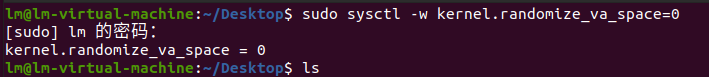 lm@lm-virtual-machine:~/Desktop$ sudo sysctl -w kernel.randomize_va_space=0
[sudo] lm 的密码：
kernel.randomize_va_space = 0
lm@lm-virtual-machine:~/Desktop$ ls